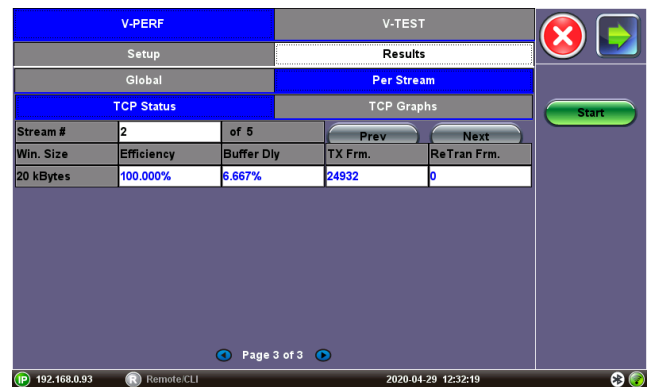 V-PERF V-TEST
Setup Results
Global Per Stream
TCP Status TCP Graphs
Start
Stream # 2 of 5 Prev Next
Win. Size Efficiency Buffer Dly TX Frm. ReTran Frm.
20 kBytes 100.000% 6.667% 24932 0
Page 3 of 3
IP 192.168.0.93 R Remote/CLI 2020-04-29 12:32:19